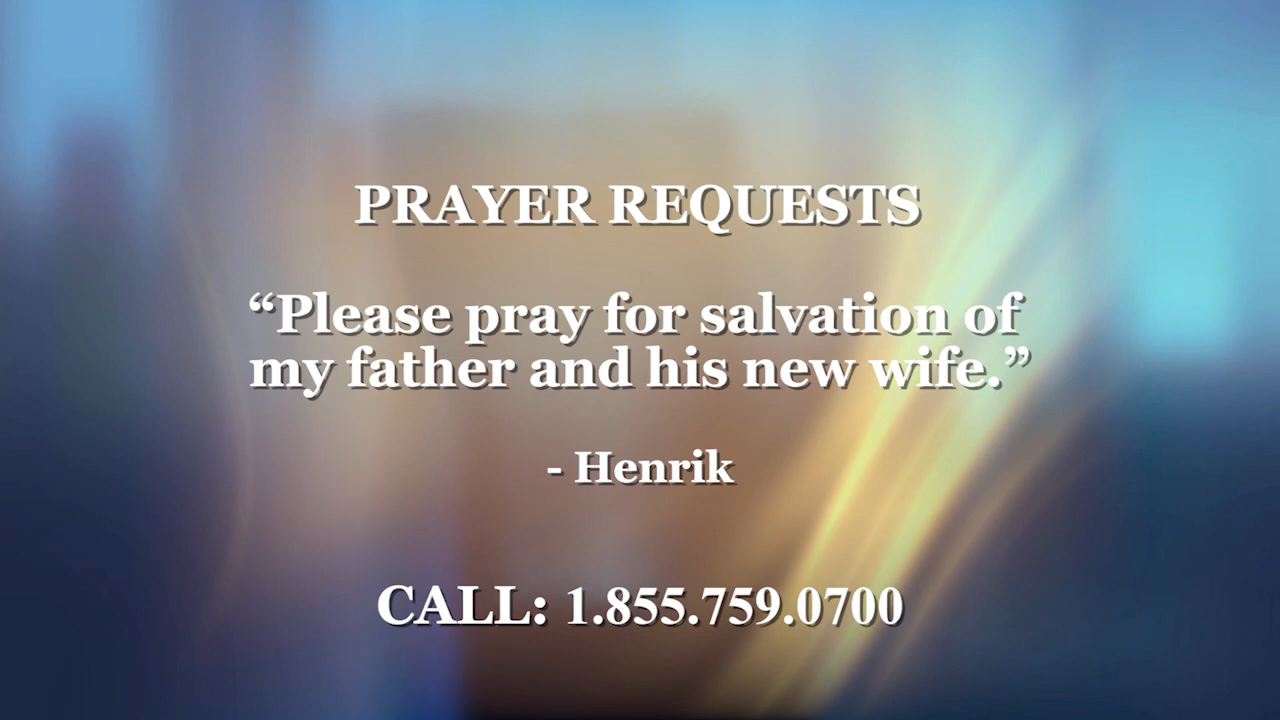 PRAYER REQUESTS
“Please pray for salvation of
my father and his new wife.”
- Henrik
CALL: 1.855.759.0700